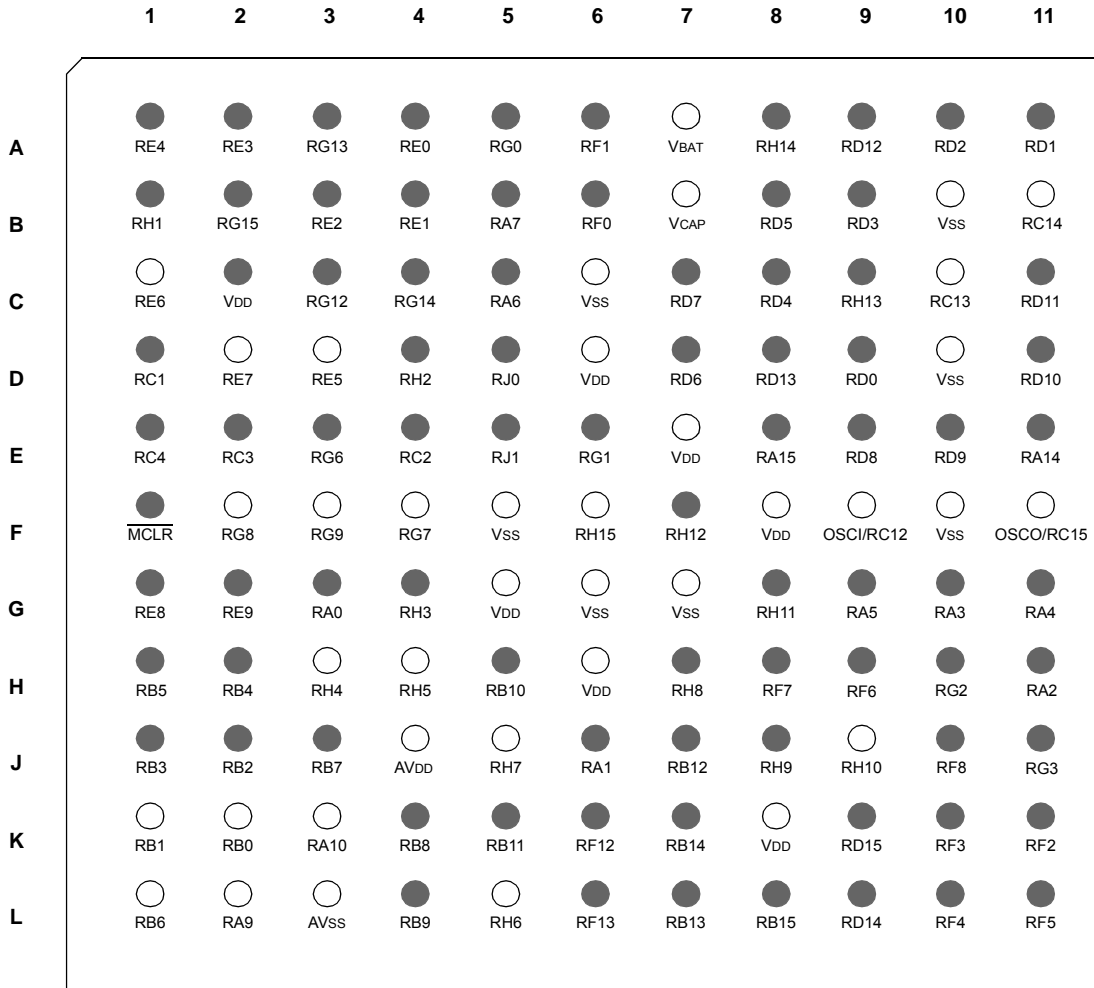 1 2 3 4 5 6 7 8 9 10 11
A RE4 RE3 RG13 RE0 RG0 RF1 VBAT RH14 RD12 RD2 RD1
B RH1 RG15 RE2 RE1 RA7 RF0 VCAP RD5 RD3 VSS RC14
C RE6 VDD RG12 RG14 RA6 VSS RD7 RD4 RH13 RC13 RD11
D RC1 RE7 RE5 RH2 RJ0 VDD RD6 RD13 RD0 VSS RD10
E RC4 RC3 RG6 RC2 RJ1 RG1 VDD RA15 RD8 RD9 RA14
F MCLR RG8 RG9 RG7 VSS RH15 RH12 VDD OSCI/RC12 VSS OSCO/RC15
G RE8 RE9 RA0 RH3 VDD VSS VSS RH11 RA5 RA3 RA4
H RB5 RB4 RH4 RH5 RB10 VDD RH8 RF7 RF6 RG2 RA2
J RB3 RB2 RB7 AVDD RH7 RA1 RB12 RH9 RH10 RF8 RG3
K RB1 RB0 RA10 RB8 RB11 RF12 RB14 VDD RD15 RF3 RF2
L RB6 RA9 AVSS RB9 RH6 RF13 RB13 RB15 RD14 RF4 RF5